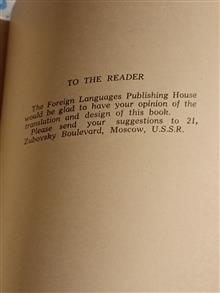 TO THE READER
The Foreign Languages Publishing House
would be glad to have your opinion of the
translation and design of this book.
Please send your suggestions to 21,
Zubovsky Boulevard, Moscow, U.S.S.R.